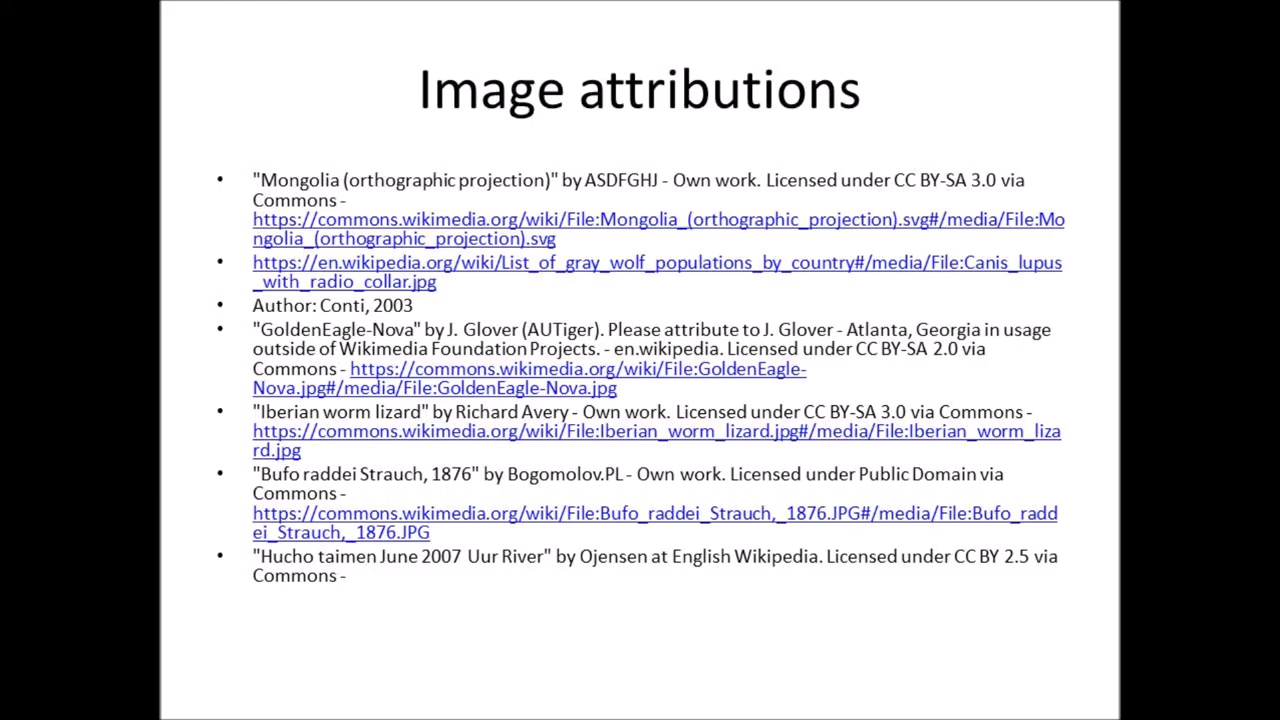 Image attributions
• "Mongolia (orthographic projection)" by ASDFGHJ - Own work. Licensed under CC BY-SA 3.0 via
Commons -
https://commons.wikimedia.org/wiki/File:Mongolia_(orthographic_projection).svg#/media/File:Mo
ngolia_(orthographic_projection).svg
• https://en.wikipedia.org/wiki/List_of_gray_wolf_populations_by_country#/media/File:Canis_lupus
_with_radio_collar.jpg
• Author: Conti, 2003
• "GoldenEagle-Nova" by J. Glover (AUTiger). Please attribute to J. Glover - Atlanta, Georgia in usage
outside of Wikimedia Foundation Projects. - en.wikipedia. Licensed under CC BY-SA 2.0 via
Commons - https://commons.wikimedia.org/wiki/File:GoldenEagle-
Nova.jpg#/media/File:GoldenEagle-Nova.jpg
• "Iberian worm lizard" by Richard Avery - Own work. Licensed under CC BY-SA 3.0 via Commons -
https://commons.wikimedia.org/wiki/File:Iberian_worm_lizard.jpg#/media/File:Iberian_worm_liza
rd.jpg
• "Bufo raddei Strauch, 1876" by Bogomolov.PL - Own work. Licensed under Public Domain via
Commons -
https://commons.wikimedia.org/wiki/File:Bufo_raddei_Strauch,_1876.JPG#/media/File:Bufo_radd
ei_Strauch,_1876.JPG
• "Hucho taimen June 2007 Uur River" by Ojensen at English Wikipedia. Licensed under CC BY 2.5 via
Commons -